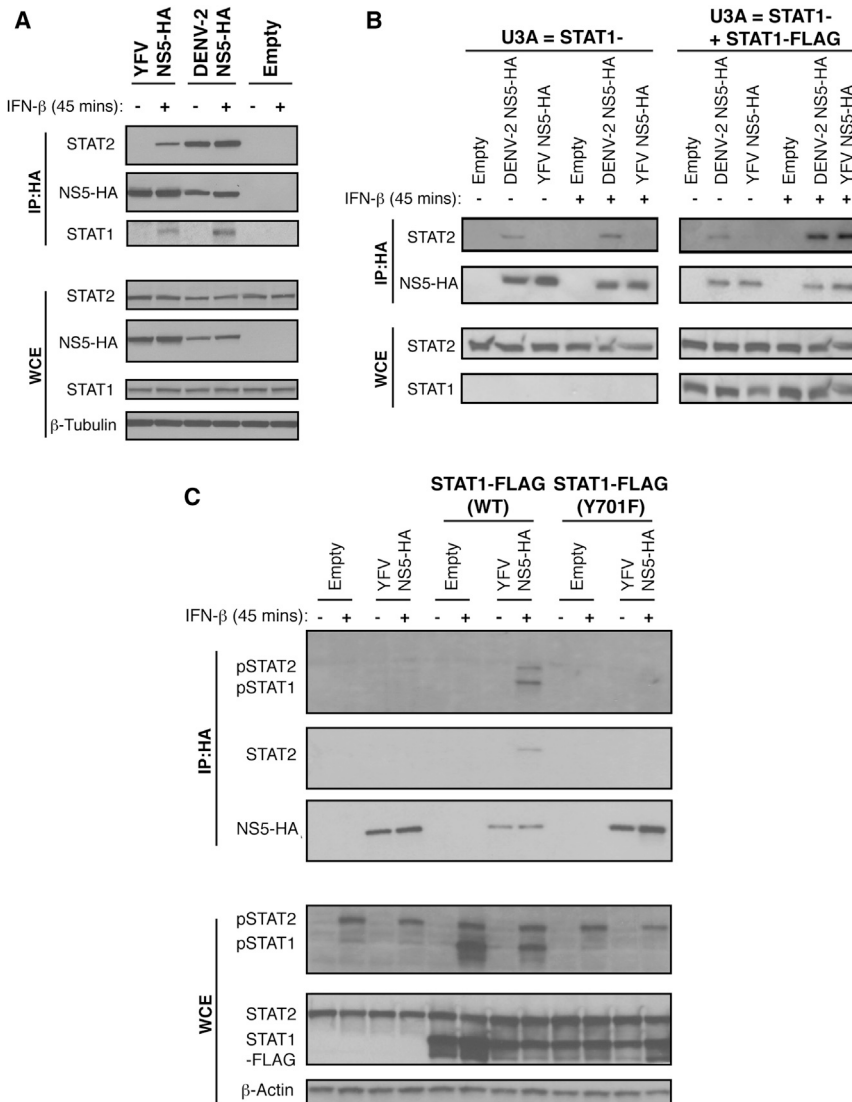 A
YFV
NS5-HA
DENV-2
NS5-HA
Empty
IFN-β (45 mins): - + - + - +
IP:HA
STAT2
NS5-HA
STAT1
WCE
STAT2
NS5-HA
STAT1
β-Tubulin
B
U3A = STAT1-
U3A = STAT1-
+ STAT1-FLAG
Empty
DENV-2 NS5-HA
YFV NS5-HA
Empty
DENV-2 NS5-HA
YFV NS5-HA
Empty
DENV-2 NS5-HA
YFV NS5-HA
Empty
DENV-2 NS5-HA
YFV NS5-HA
IFN-β (45 mins): - - - + + + - - - + + +
IP:HA
STAT2
NS5-HA
WCE
STAT2
STAT1
C
STAT1-FLAG
(WT)
STAT1-FLAG
(Y701F)
Empty
YFV
NS5-HA
Empty
YFV
NS5-HA
Empty
YFV
NS5-HA
IFN-β (45 mins): - + - + - + - + - + - +
IP:HA
pSTAT2
pSTAT1
STAT2
NS5-HA
WCE
pSTAT2
pSTAT1
STAT2
STAT1
-FLAG
β-Actin